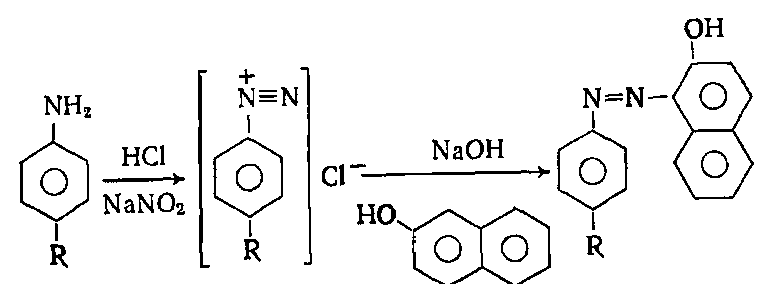 NH₂
R
HCl
NaNO₂
+
N≡N
R
Cl⁻
NaOH
HO
OH
N=N
R